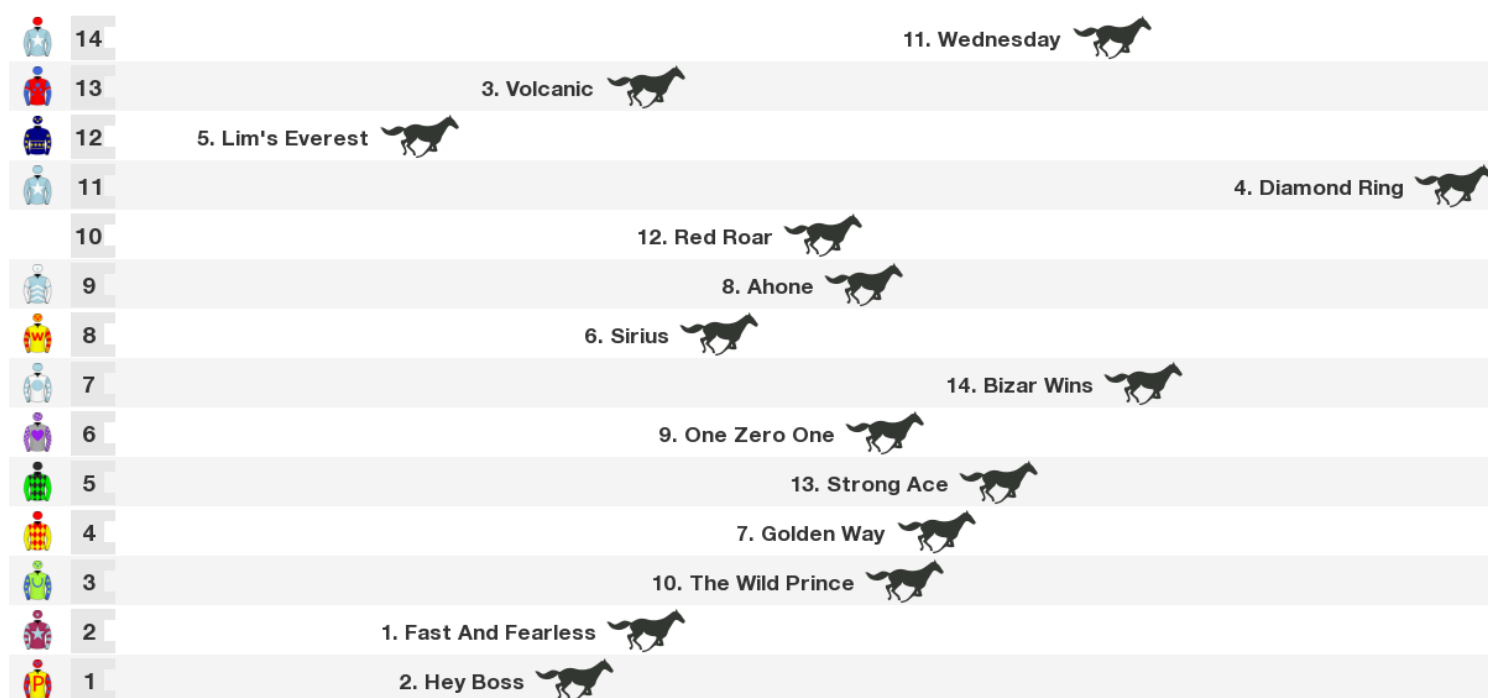 14 11. Wednesday
13 3. Volcanic
12 5. Lim's Everest
11 4. Diamond Ring
10 12. Red Roar
9 8. Ahone
W 8 6. Sirius
7 14. Bizar Wins
6 9. One Zero One
5 13. Strong Ace
4 7. Golden Way
3 10. The Wild Prince
2 1. Fast And Fearless
P 1 2. Hey Boss